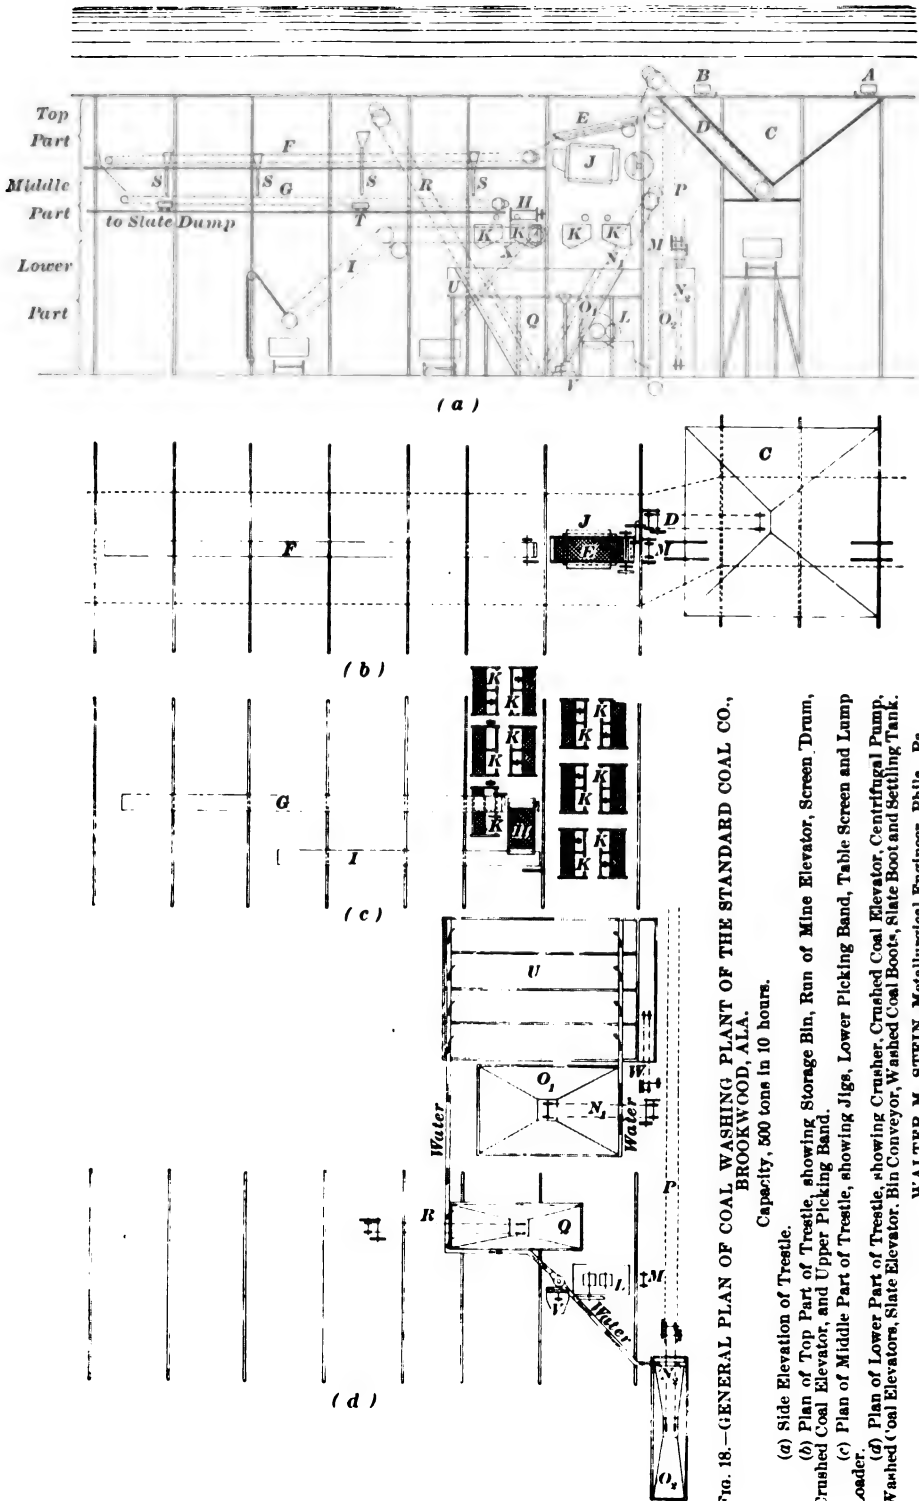 B
A
Top
Part
E
D
C
F
J
Middle
S
S
S
R
S
P
G
H
Part
to Slate Dump
T
K
K
K
K
M
X
N1
Lower
I
U
N2
Part
Q
O1
L
O2
V
(a)
C
J
D
F
E
M
(b)
K
K
K
K
K
K
K
K
G
K
K
H
K
I
K
K
(c)
U
W
O1
N1
Water
Water
R
Q
P
L
M
V
Water
N2
(d)
O2
FIG. 18.—GENERAL PLAN OF COAL WASHING PLANT OF THE STANDARD COAL CO.,
BROOKWOOD, ALA.
Capacity, 500 tons in 10 hours.
(a) Side Elevation of Trestle.
(b) Plan of Top Part of Trestle, showing Storage Bin, Run of Mine Elevator, Screen Drum,
Crushed Coal Elevator, and Upper Picking Band.
(c) Plan of Middle Part of Trestle, showing Jigs, Lower Picking Band, Table Screen and Lump
Loader.
(d) Plan of Lower Part of Trestle, showing Crusher, Crushed Coal Elevator, Centrifugal Pump,
Washed Coal Elevators, Slate Elevator, Bin Conveyor, Washed Coal Boots, Slate Boot and Settling Tank.
WALTER M. STEIN, Metallurgical Engineer, Phila., Pa.